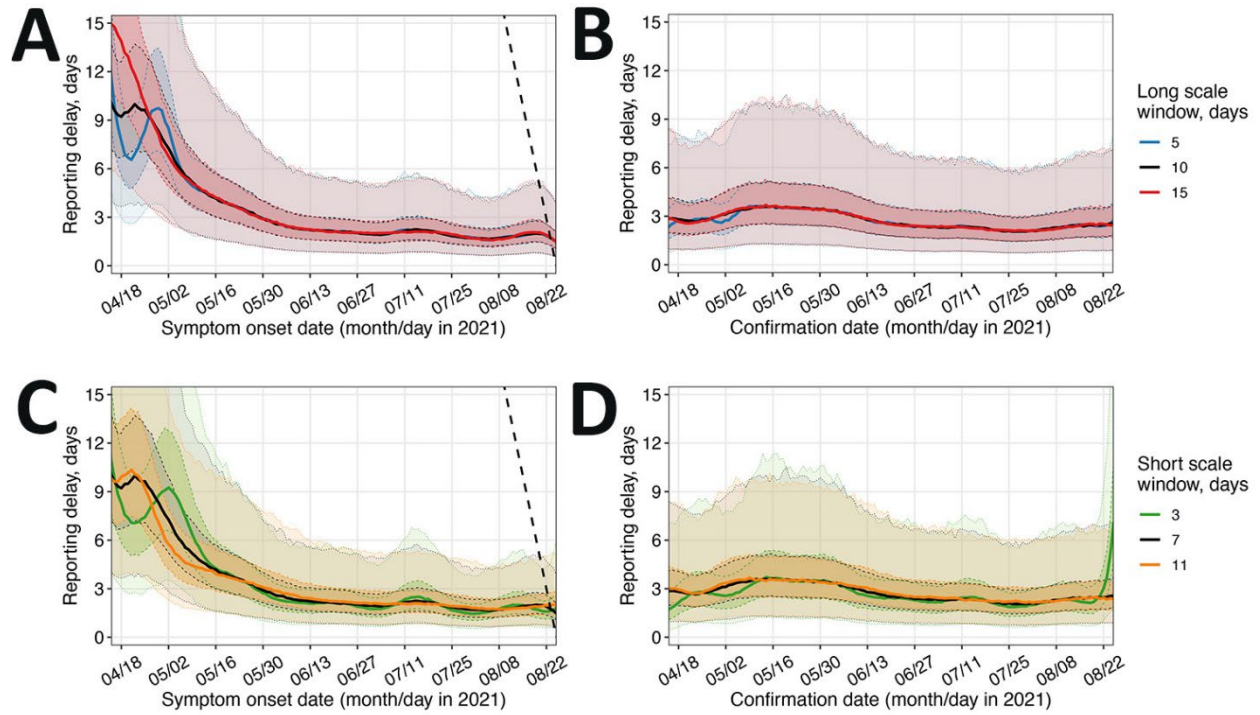 A
15
12
9
6
3
0
Reporting delay, days
04/18 05/02 05/16 05/30 06/13 06/27 07/11 07/25 08/08 08/22
Symptom onset date (month/day in 2021)
B
15
12
9
6
3
0
Reporting delay, days
04/18 05/02 05/16 05/30 06/13 06/27 07/11 07/25 08/08 08/22
Confirmation date (month/day in 2021)
Long scale
window, days
5
10
15
C
15
12
9
6
3
0
Reporting delay, days
04/18 05/02 05/16 05/30 06/13 06/27 07/11 07/25 08/08 08/22
Symptom onset date (month/day in 2021)
D
15
12
9
6
3
0
Reporting delay, days
04/18 05/02 05/16 05/30 06/13 06/27 07/11 07/25 08/08 08/22
Confirmation date (month/day in 2021)
Short scale
window, days
3
7
11